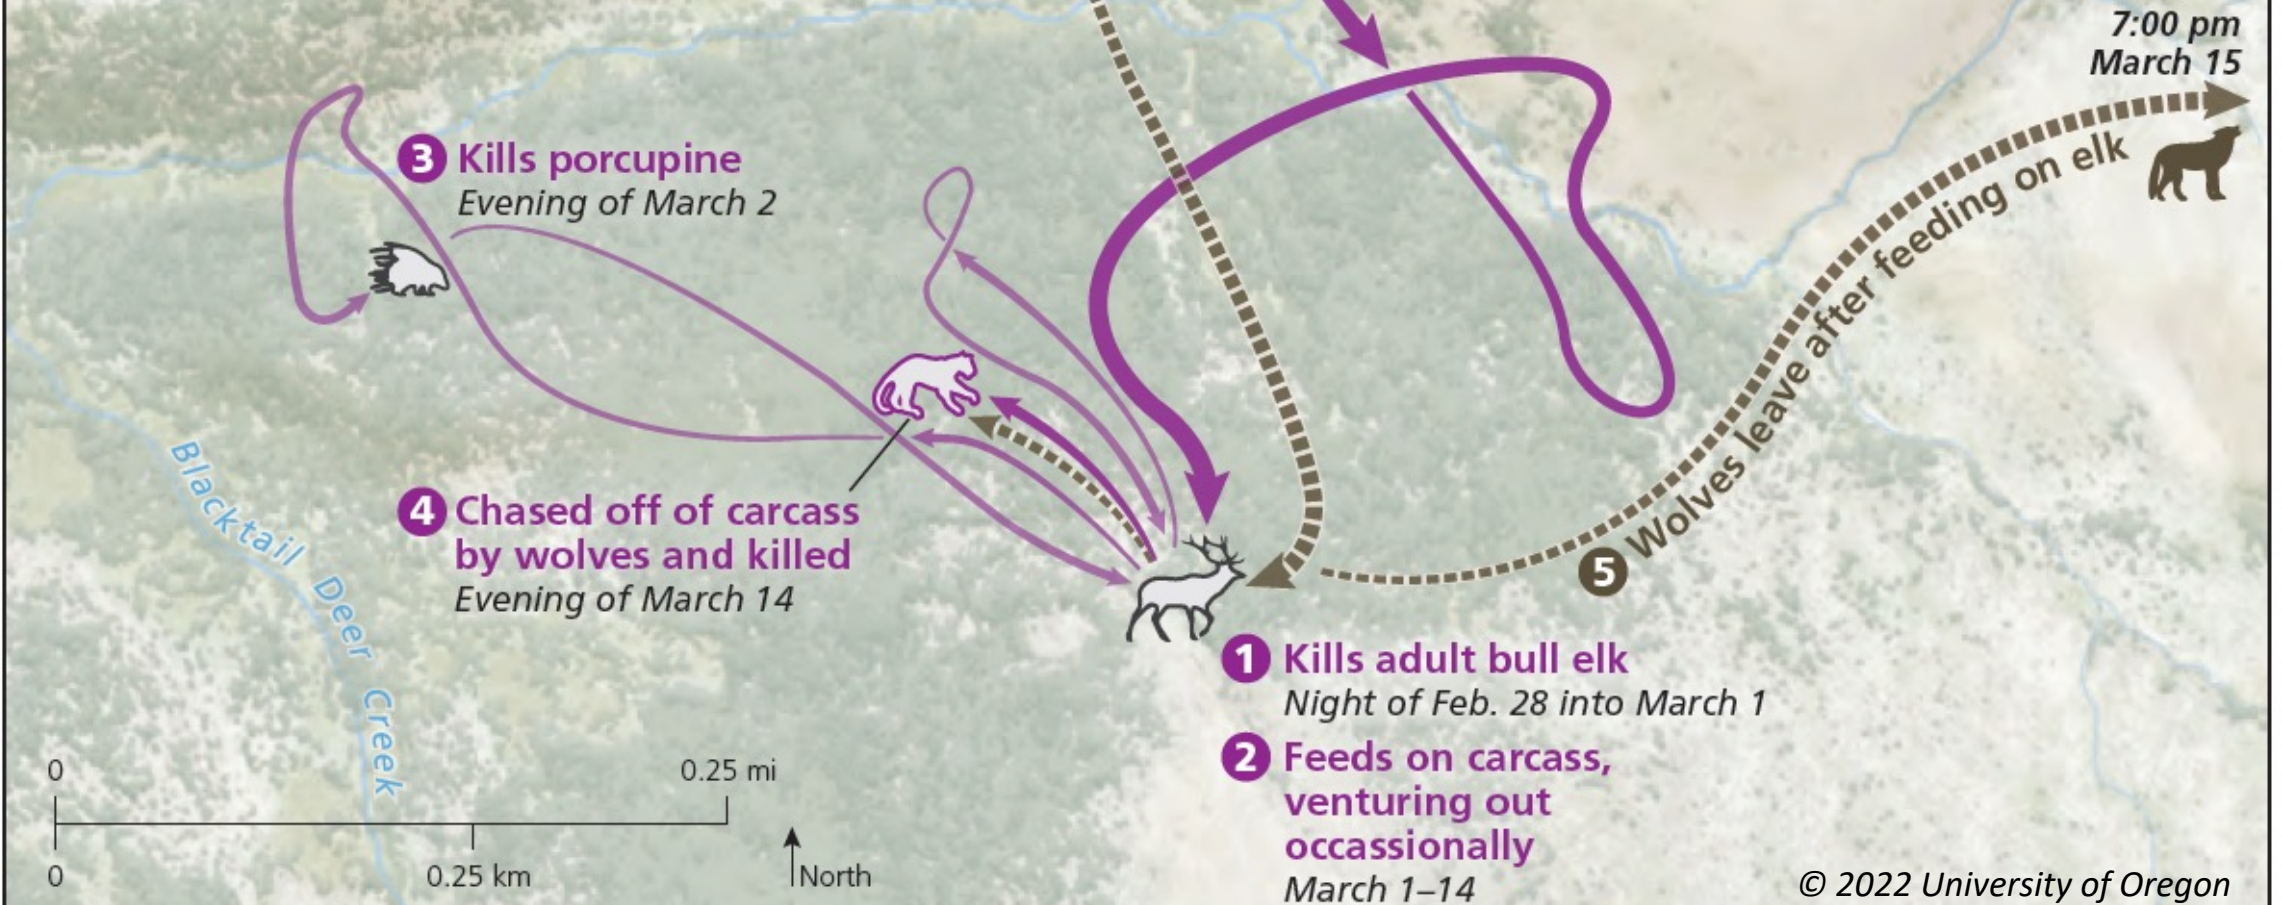 7:00 pm
March 15
3 Kills porcupine
Evening of March 2
5 Wolves leave after feeding on elk
Blacktail Deer Creek
4 Chased off of carcass
by wolves and killed
Evening of March 14
1 Kills adult bull elk
Night of Feb. 28 into March 1
2 Feeds on carcass,
venturing out
occassionally
March 1–14
0 0.25 mi
0 0.25 km
North
© 2022 University of Oregon